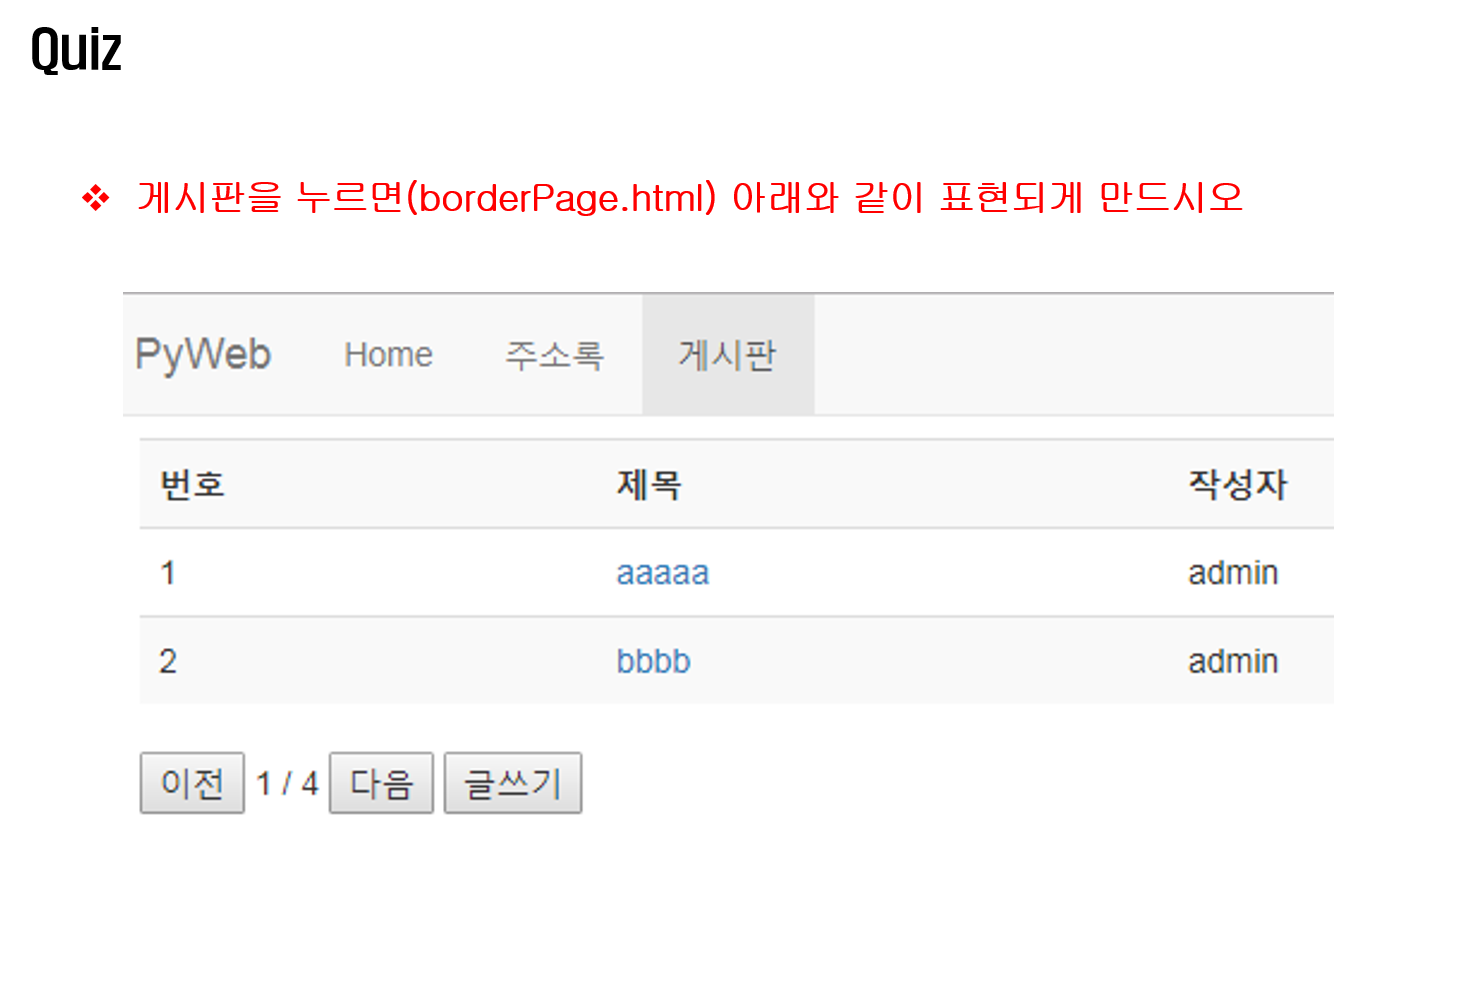 Quiz
❖ 게시판을 누르면(borderPage.html) 아래와 같이 표현되게 만드시오
PyWeb Home 주소록 게시판
번호 제목 작성자
1 aaaaa admin
2 bbbb admin
이전 1 / 4 다음 글쓰기